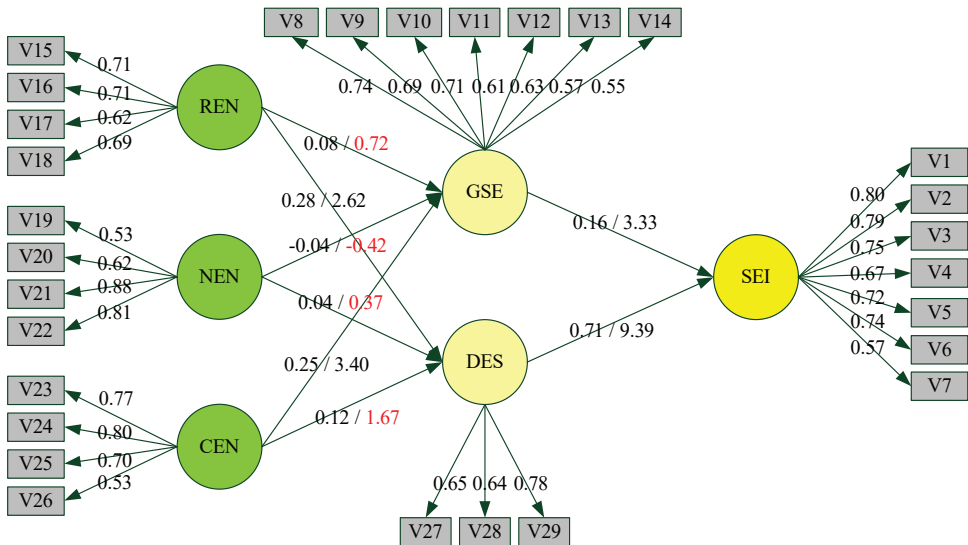 V8 V9 V10 V11 V12 V13 V14
V15
V16
V17
V18
0.71
0.71
0.62
0.69
REN
0.74 0.69 0.71 0.61 0.63 0.57 0.55
0.08 / 0.72
0.28 / 2.62
GSE
0.16 / 3.33
V19
V20
V21
V22
0.53
0.62
0.88
0.81
NEN
-0.04 / -0.42
0.04 / 0.37
0.25 / 3.40
DES
0.71 / 9.39
SEI
0.80
0.79
0.75
0.67
0.72
0.74
0.57
V1
V2
V3
V4
V5
V6
V7
V23
V24
V25
V26
0.77
0.80
0.70
0.53
CEN
0.12 / 1.67
0.65 0.64 0.78
V27 V28 V29